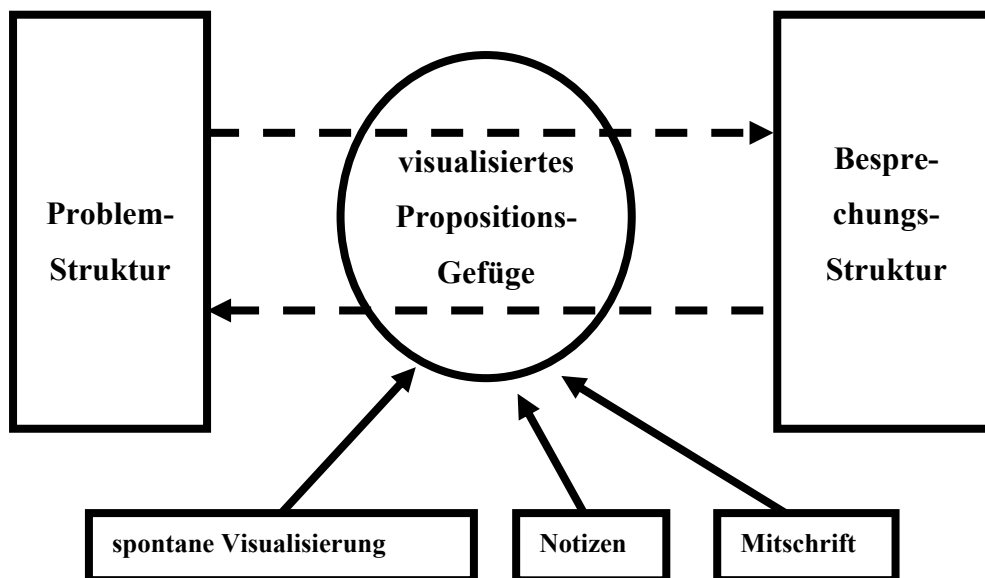 Problem-
Struktur
visualisiertes
Propositions-
Gefüge
Bespre-
chungs-
Struktur
spontane Visualisierung
Notizen
Mitschrift